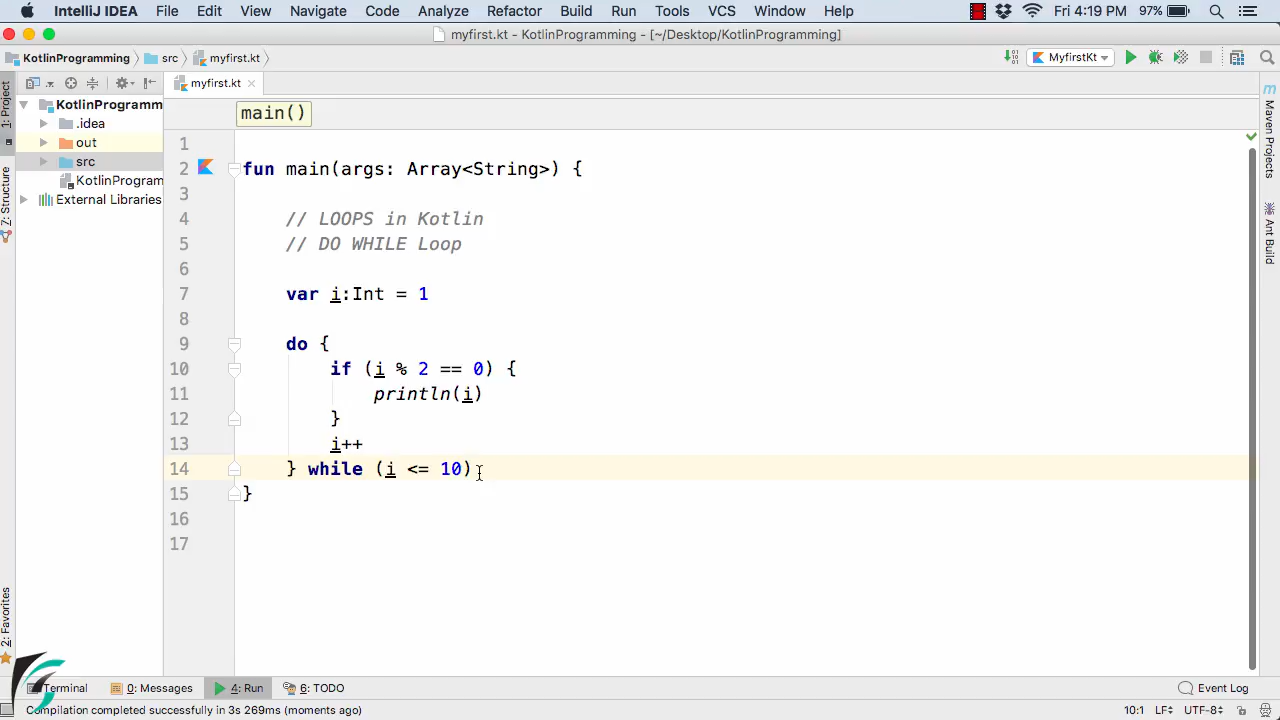 IntelliJ IDEA File Edit View Navigate Code Analyze Refactor Build Run Tools VCS Window Help Fri 4:19 PM 97%
myfirst.kt - KotlinProgramming - [~/Desktop/KotlinProgramming]
KotlinProgramming src myfirst.kt MyfirstKt
myfirst.kt
main()
1: Project
Z: Structure
2: Favorites
KotlinProgramm
.idea
out
src
KotlinProgram
External Libraries
1
2 fun main(args: Array<String>) {
3
4 // LOOPS in Kotlin
5 // DO WHILE Loop
6
7 var i:Int = 1
8
9 do {
10 if (i % 2 == 0) {
11 println(i)
12 }
13 i++
14 } while (i <= 10)
15 }
16
17
Maven Projects
Ant Build
Terminal 0: Messages 4: Run 6: TODO Event Log
Compilation completed successfully in 3s 269ms (moments ago) 10:1 LF UTF-8